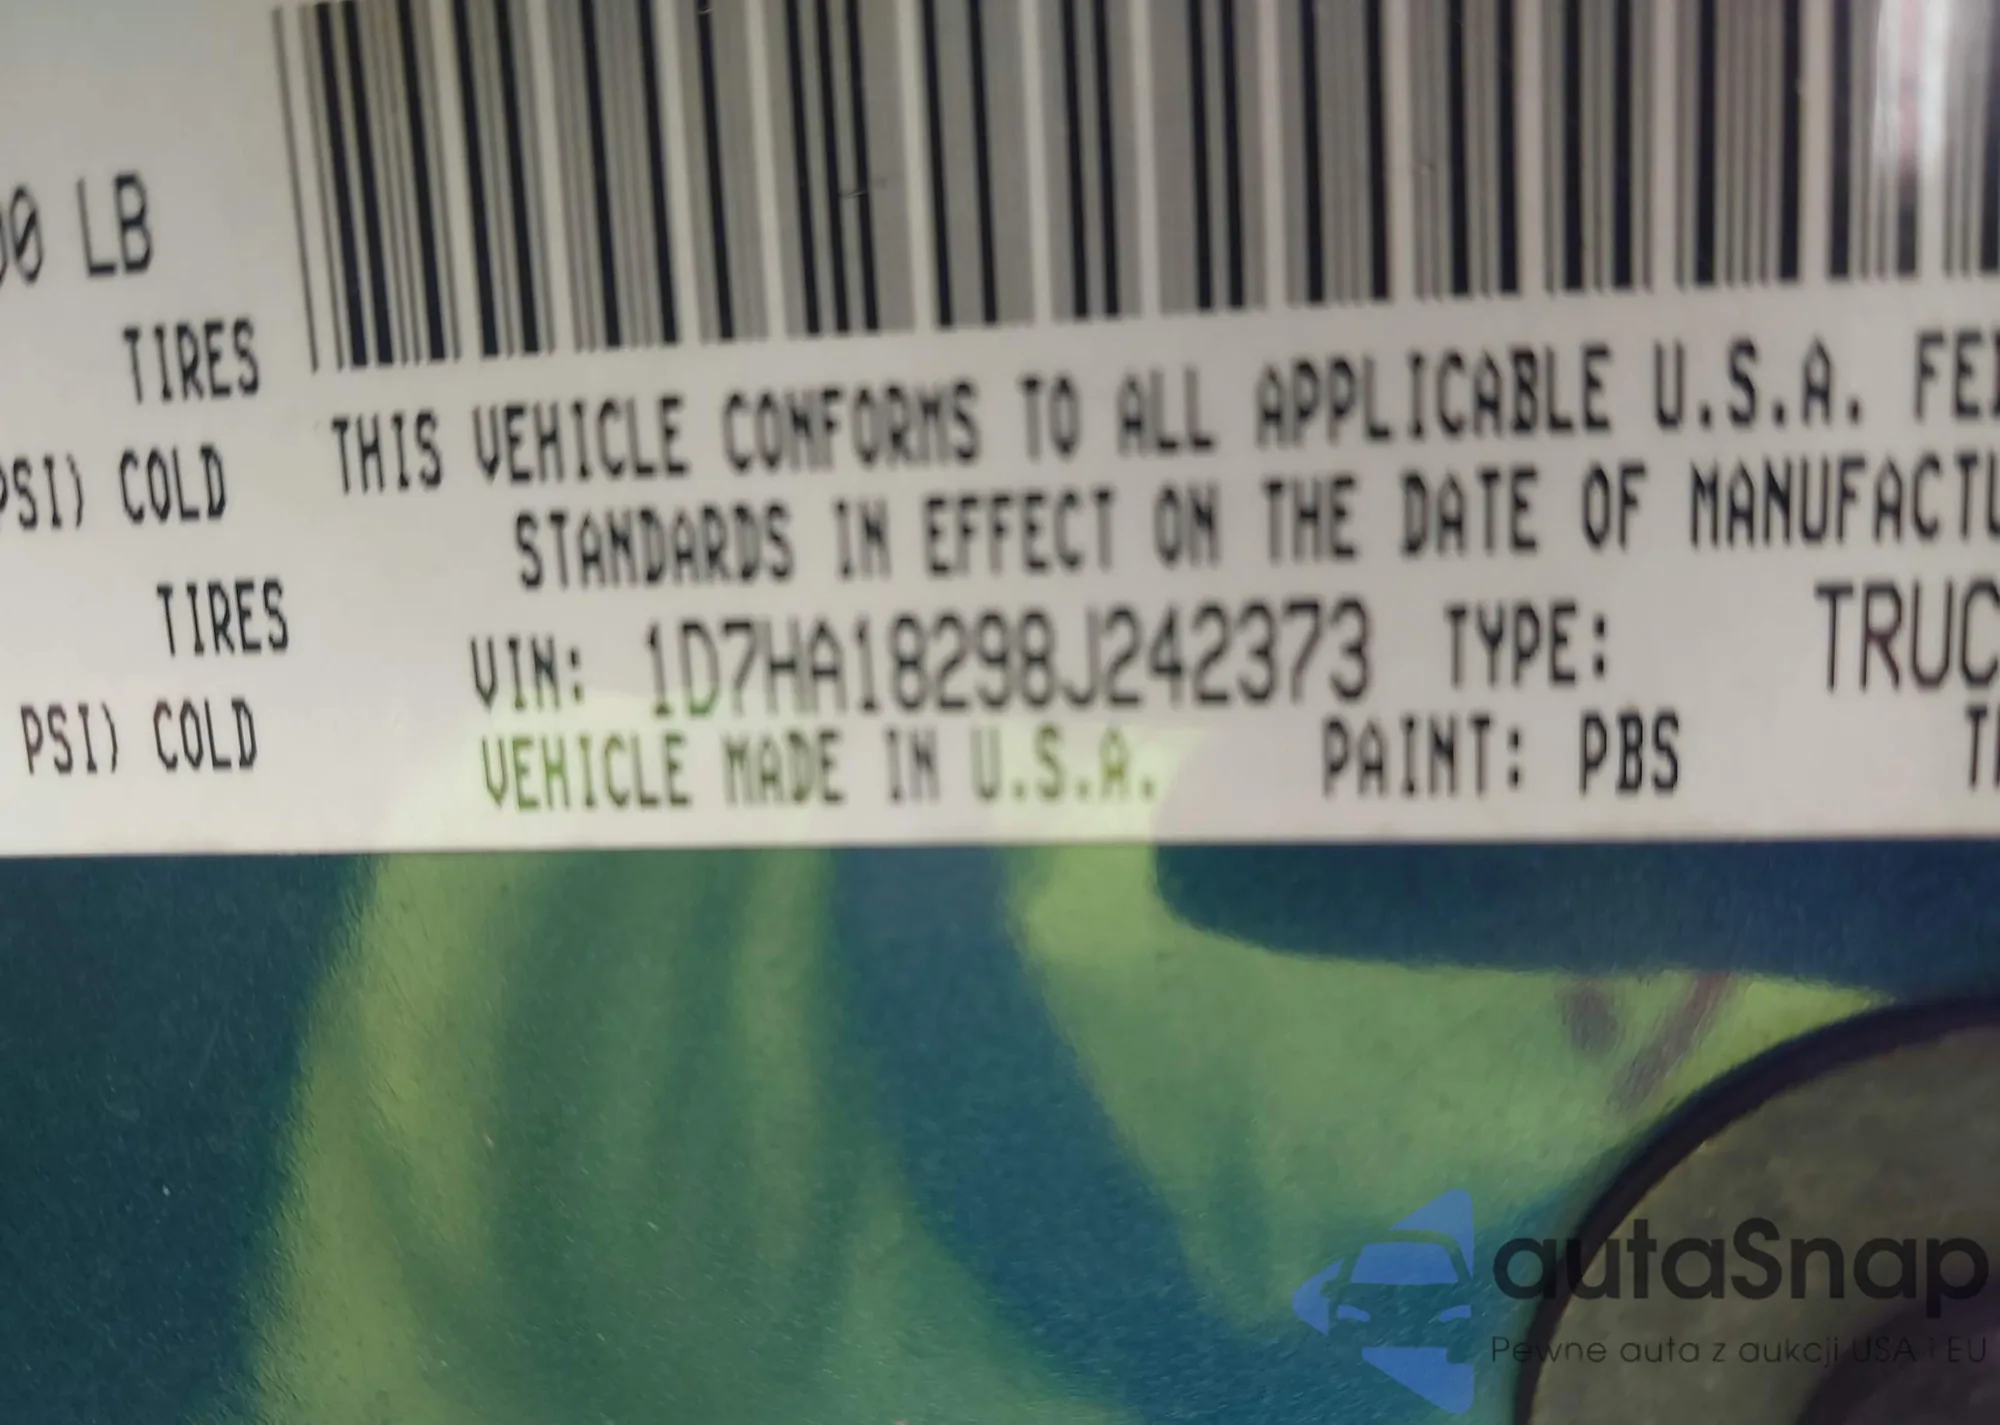 00 LB
TIRES
PSI) COLD
TIRES
PSI) COLD
THIS VEHICLE CONFORMS TO ALL APPLICABLE U.S.A. FE
STANDARDS IN EFFECT ON THE DATE OF MANUFACTU
VIN: 1D7HA18298J242373 TYPE: TRUC
VEHICLE MADE IN U.S.A. PAINT: PBS
autaSnap
Pewne auta z aukcji USA i EU